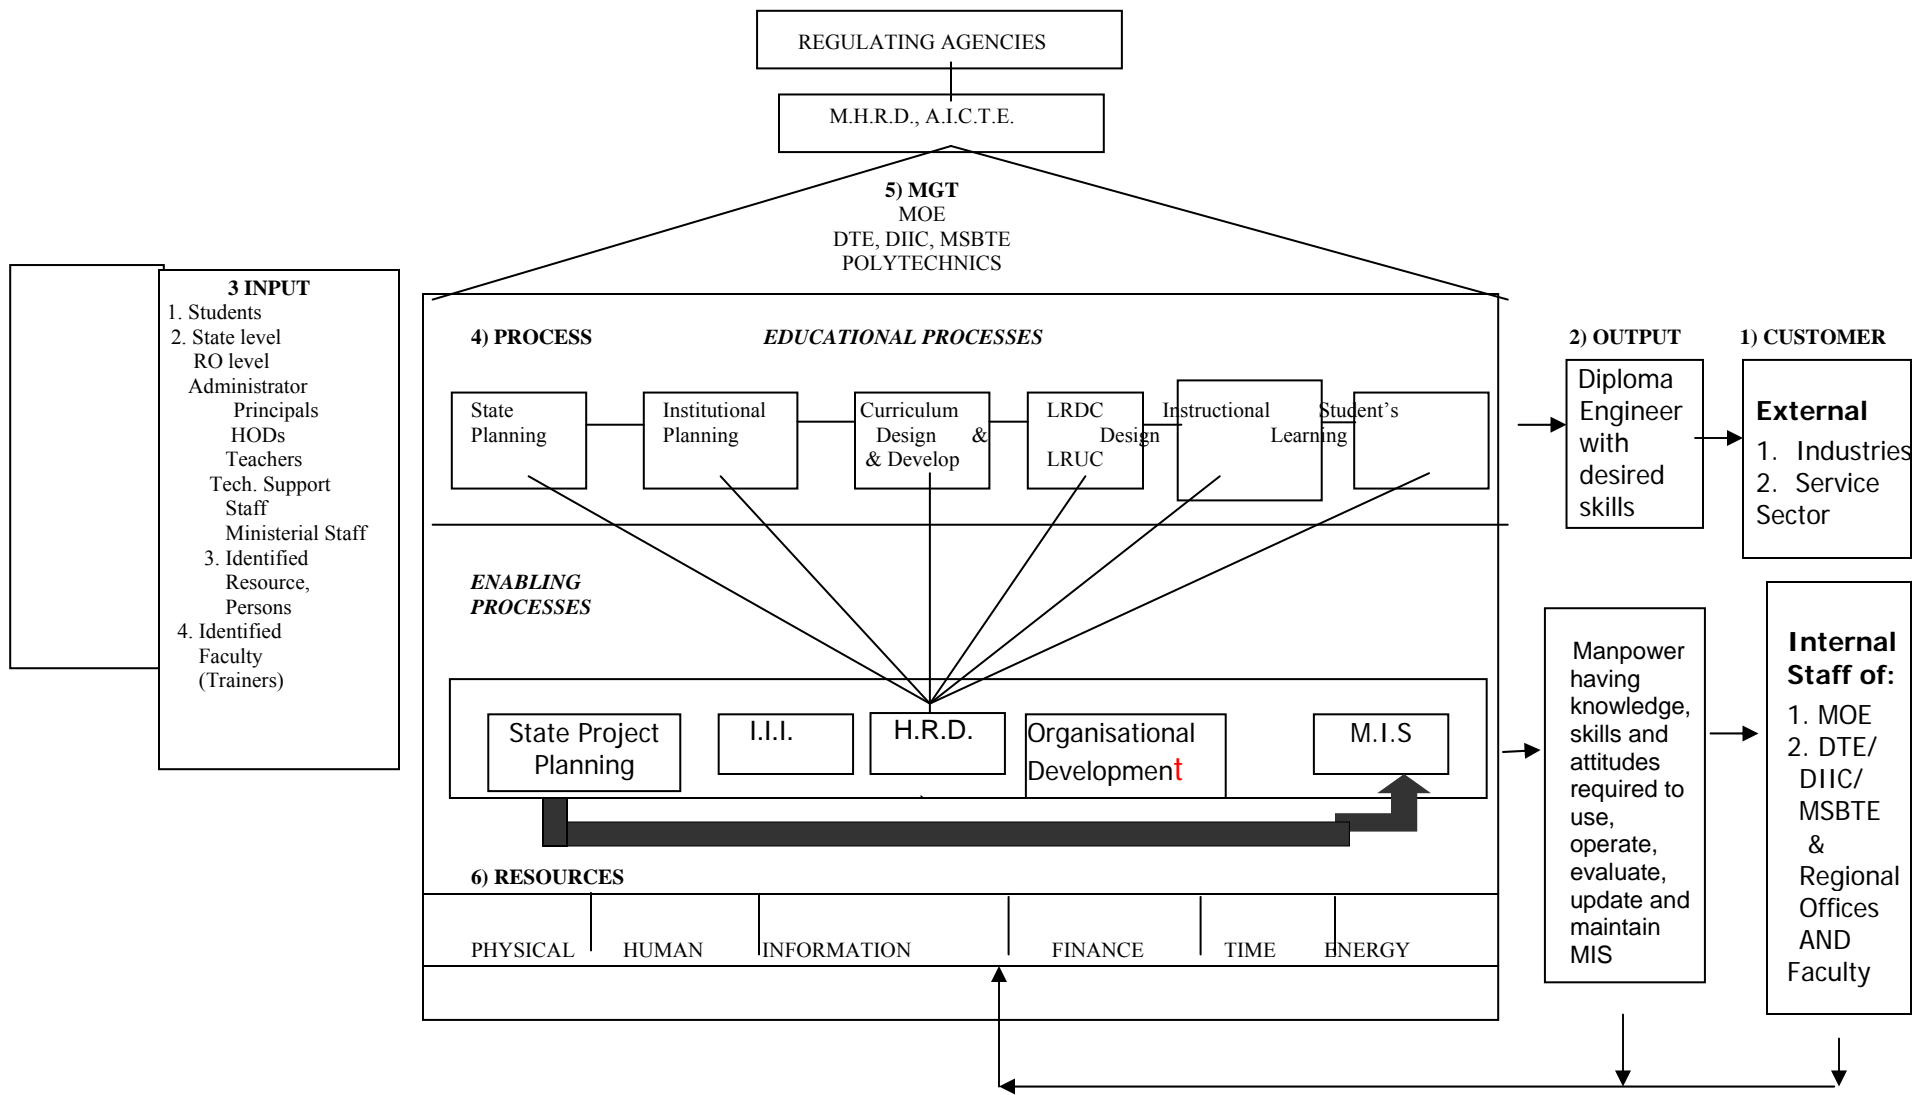 REGULATING AGENCIES
M.H.R.D., A.I.C.T.E.
5) MGT
MOE
DTE, DIIC, MSBTE
POLYTECHNICS
3 INPUT
1. Students
2. State level
RO level
Administrator
Principals
HODs
Teachers
Tech. Support
Staff
Ministerial Staff
3. Identified
Resource,
Persons
4. Identified
Faculty
(Trainers)
4) PROCESS
EDUCATIONAL PROCESSES
State
Planning
Institutional
Planning
Curriculum
Design &
& Develop
LRDC
LRUC
Instructional
Design
Student's
Learning
ENABLING
PROCESSES
State Project
Planning
I.I.I.
H.R.D.
Organisational
Development
M.I.S
6) RESOURCES
PHYSICAL
HUMAN
INFORMATION
FINANCE
TIME
ENERGY
2) OUTPUT
Diploma
Engineer
with
desired
skills
Manpower
having
knowledge,
skills and
attitudes
required to
use,
operate,
evaluate,
update and
maintain
MIS
1) CUSTOMER
External
1. Industries
2. Service
Sector
Internal
Staff of:
1. MOE
2. DTE/
DIIC/
MSBTE
&
Regional
Offices
AND
Faculty